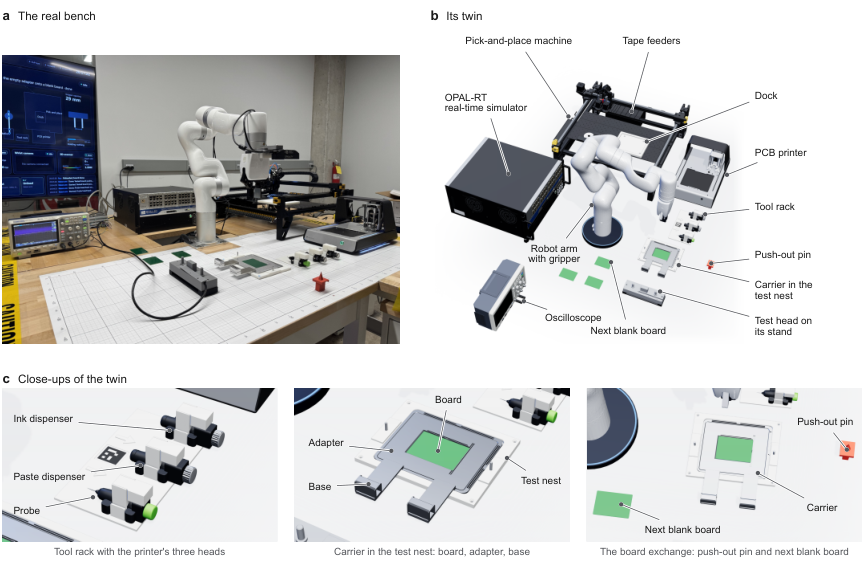 a The real bench
b Its twin
Pick-and-place machine
Tape feeders
OPAL-RT
real-time simulator
Dock
PCB printer
Tool rack
Robot arm
with gripper
Push-out pin
Carrier in the
test nest
Oscilloscope
Next blank board
Test head on
its stand
c Close-ups of the twin
Ink dispenser
Paste dispenser
Probe
Board
Adapter
Base
Test nest
Push-out pin
Carrier
Next blank board
Tool rack with the printer's three heads
Carrier in the test nest: board, adapter, base
The board exchange: push-out pin and next blank board